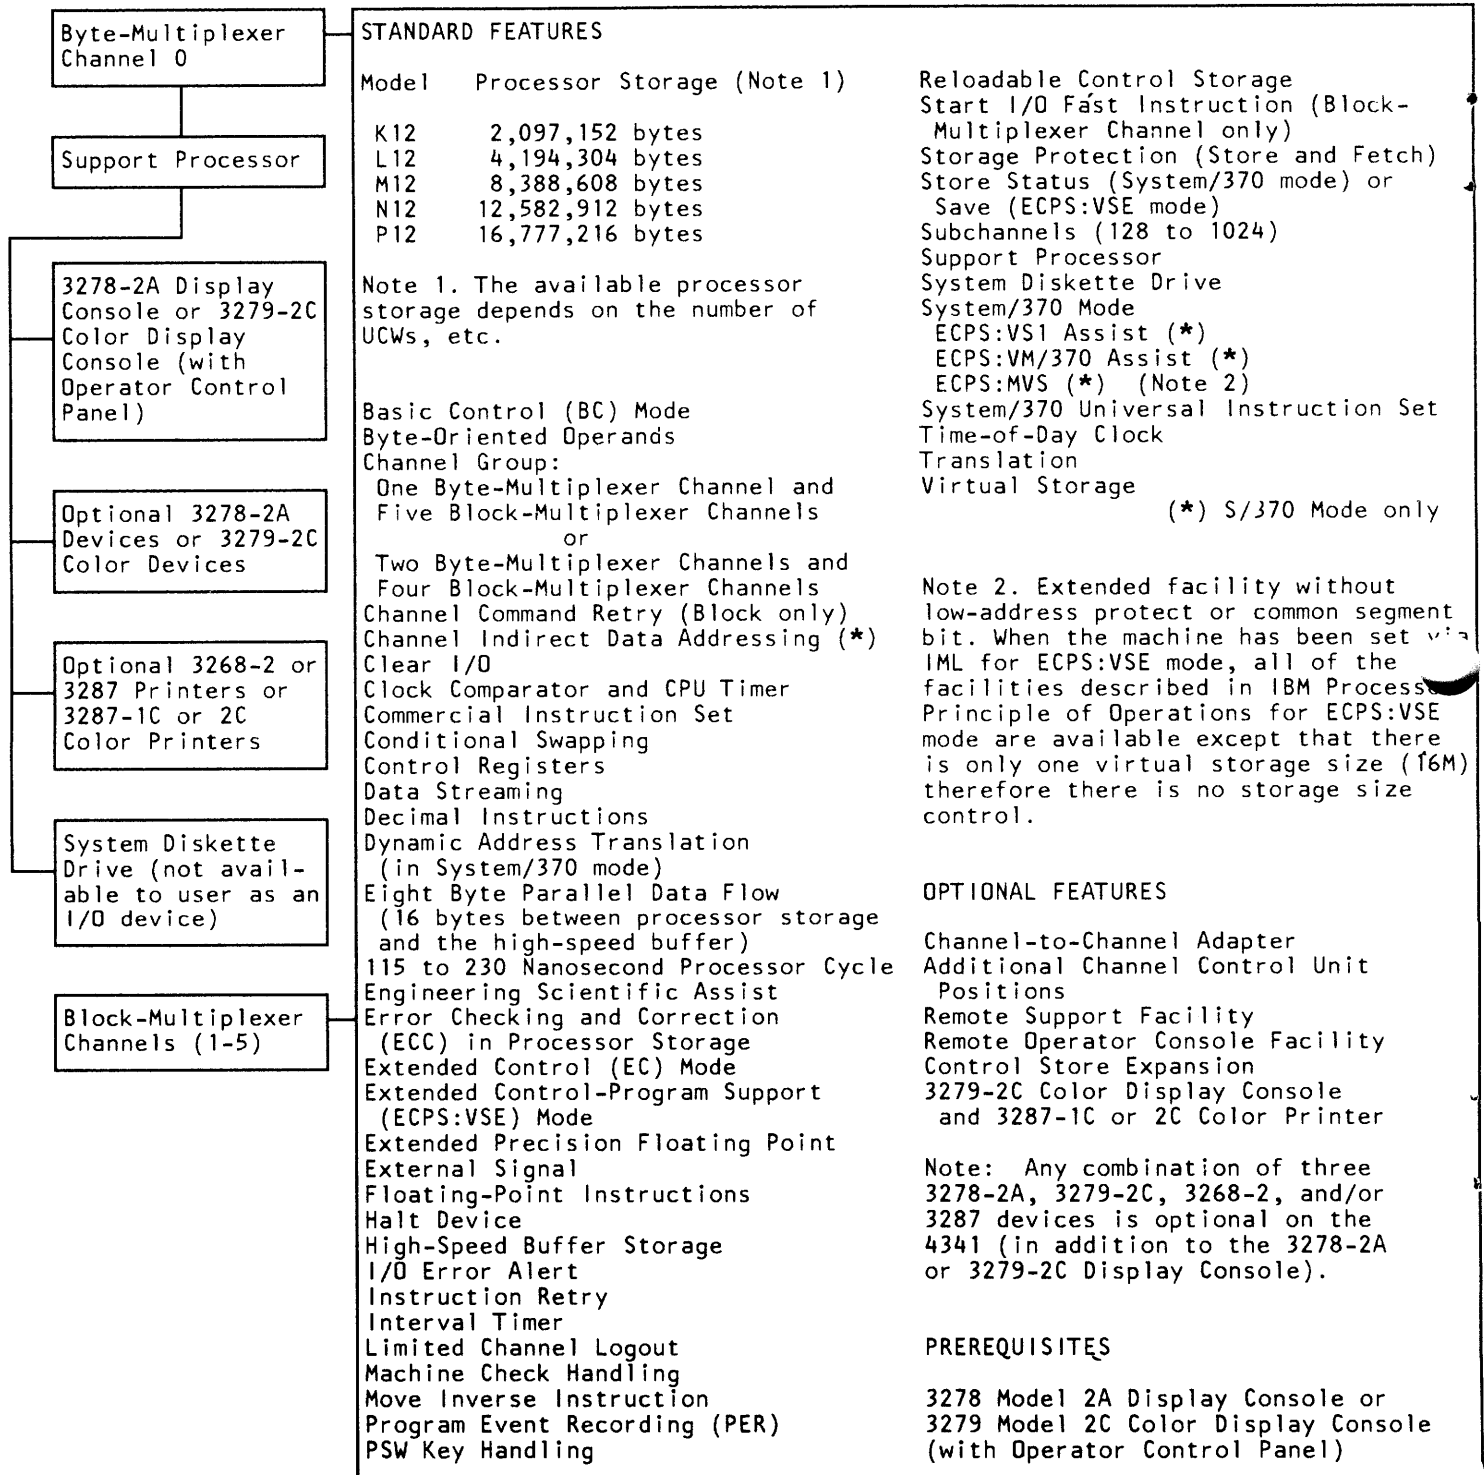 Byte-Multiplexer
Channel 0
Support Processor
3278-2A Display
Console or 3279-2C
Color Display
Console (with
Operator Control
Panel)
Optional 3278-2A
Devices or 3279-2C
Color Devices
Optional 3268-2 or
3287 Printers or
3287-1C or 2C
Color Printers
System Diskette
Drive (not avail-
able to user as an
I/O device)
Block-Multiplexer
Channels (1-5)
STANDARD FEATURES
Model Processor Storage (Note 1)
K12 2,097,152 bytes
L12 4,194,304 bytes
M12 8,388,608 bytes
N12 12,582,912 bytes
P12 16,777,216 bytes
Note 1. The available processor
storage depends on the number of
UCWs, etc.
Basic Control (BC) Mode
Byte-Oriented Operands
Channel Group:
One Byte-Multiplexer Channel and
Five Block-Multiplexer Channels
or
Two Byte-Multiplexer Channels and
Four Block-Multiplexer Channels
Channel Command Retry (Block only)
Channel Indirect Data Addressing (*)
Clear I/O
Clock Comparator and CPU Timer
Commercial Instruction Set
Conditional Swapping
Control Registers
Data Streaming
Decimal Instructions
Dynamic Address Translation
(in System/370 mode)
Eight Byte Parallel Data Flow
(16 bytes between processor storage
and the high-speed buffer)
115 to 230 Nanosecond Processor Cycle
Engineering Scientific Assist
Error Checking and Correction
(ECC) in Processor Storage
Extended Control (EC) Mode
Extended Control-Program Support
(ECPS:VSE) Mode
Extended Precision Floating Point
External Signal
Floating-Point Instructions
Halt Device
High-Speed Buffer Storage
I/O Error Alert
Instruction Retry
Interval Timer
Limited Channel Logout
Machine Check Handling
Move Inverse Instruction
Program Event Recording (PER)
PSW Key Handling
Reloadable Control Storage
Start I/O Fast Instruction (Block-
Multiplexer Channel only)
Storage Protection (Store and Fetch)
Store Status (System/370 mode) or
Save (ECPS:VSE mode)
Subchannels (128 to 1024)
Support Processor
System Diskette Drive
System/370 Mode
ECPS:VS1 Assist (*)
ECPS:VM/370 Assist (*)
ECPS:MVS (*) (Note 2)
System/370 Universal Instruction Set
Time-of-Day Clock
Translation
Virtual Storage
(*) S/370 Mode only
Note 2. Extended facility without
low-address protect or common segment
bit. When the machine has been set via
IML for ECPS:VSE mode, all of the
facilities described in IBM
Principle of Operations for ECPS:VSE
mode are available except that there
is only one virtual storage size (16M)
therefore there is no storage size
control.
OPTIONAL FEATURES
Channel-to-Channel Adapter
Additional Channel Control Unit
Positions
Remote Support Facility
Remote Operator Console Facility
Control Store Expansion
3279-2C Color Display Console
and 3287-1C or 2C Color Printer
Note: Any combination of three
3278-2A, 3279-2C, 3268-2, and/or
3287 devices is optional on the
4341 (in addition to the 3278-2A
or 3279-2C Display Console).
PREREQUISITES
3278 Model 2A Display Console or
3279 Model 2C Color Display Console
(with Operator Control Panel)